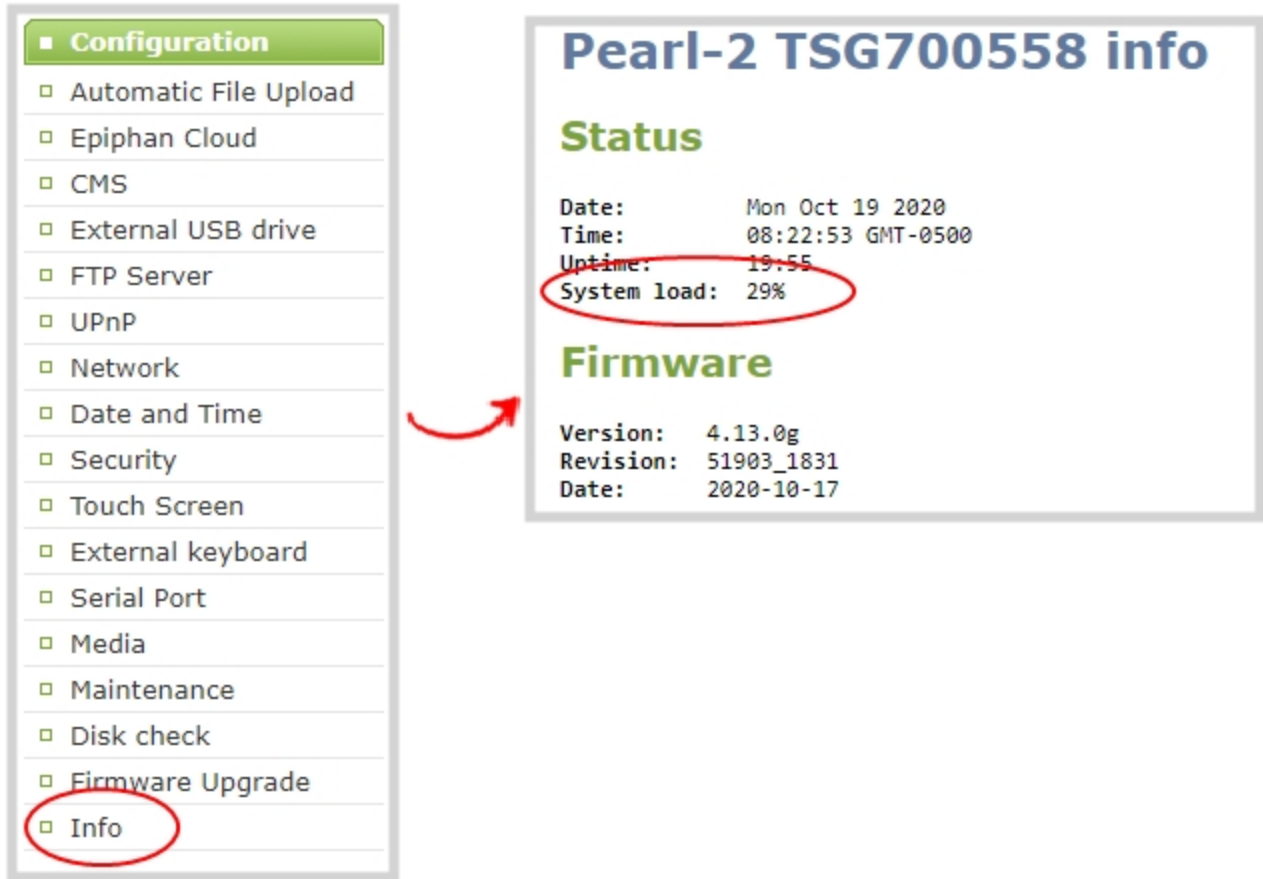 Configuration
Automatic File Upload
Epiphan Cloud
CMS
External USB drive
FTP Server
UPnP
Network
Date and Time
Security
Touch Screen
External keyboard
Serial Port
Media
Maintenance
Disk check
Firmware Upgrade
Info
Pearl-2 TSG700558 info
Status
Date: Mon Oct 19 2020
Time: 08:22:53 GMT-0500
Uptime: 19:55
System load: 29%
Firmware
Version: 4.13.0g
Revision: 51903_1831
Date: 2020-10-17